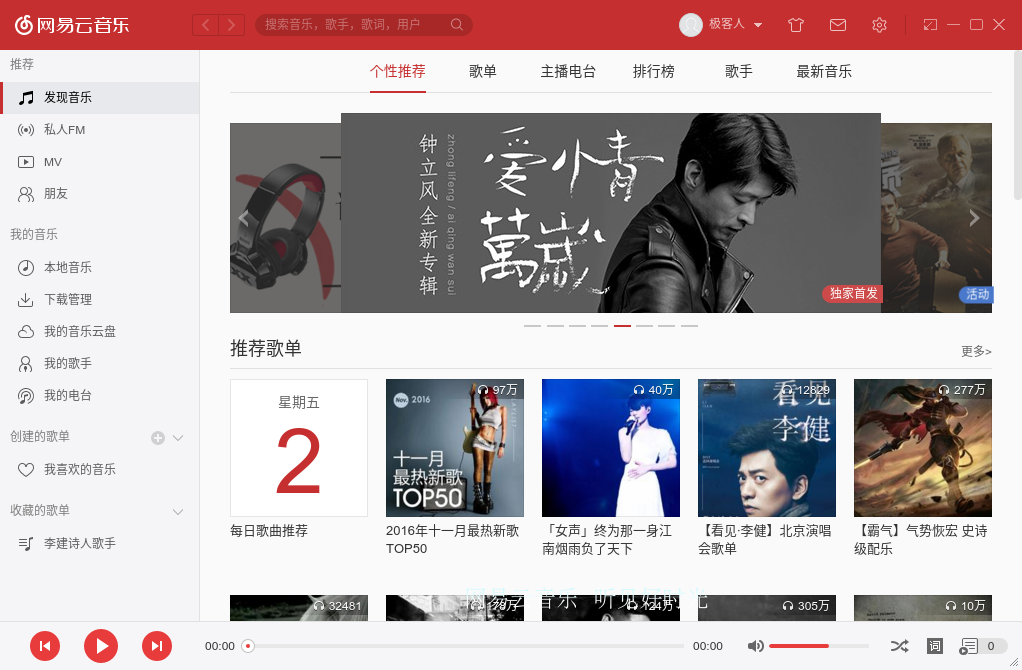 网易云音乐
搜索音乐，歌手，歌词，用户
极客人
推荐
发现音乐
私人FM
MV
朋友
我的音乐
本地音乐
下载管理
我的音乐云盘
我的歌手
我的电台
创建的歌单
我喜欢的音乐
收藏的歌单
李建诗人歌手
个性推荐 歌单 主播电台 排行榜 歌手 最新音乐
钟立风全新专辑
zhong lifeng / ai qing wan sui
爱情
萬歲
独家首发
活动
推荐歌单
更多>
星期五
2
每日歌曲推荐
97万
Nov. 2016
十一月
最热新歌
TOP50
2016年十一月最热新歌
TOP50
40万
「女声」终为那一身江
南烟雨负了天下
12829
看见
李健
【看见·李健】北京演唱
会歌单
277万
【霸气】气势恢宏 史诗
级配乐
32481
178万
124万
305万
10万
网易云音乐 听见好时光
00:00
00:00
词
0